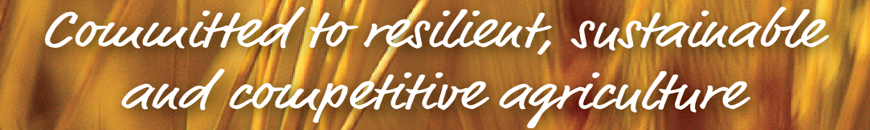 Committed to resilient, sustainable
and competitive agriculture